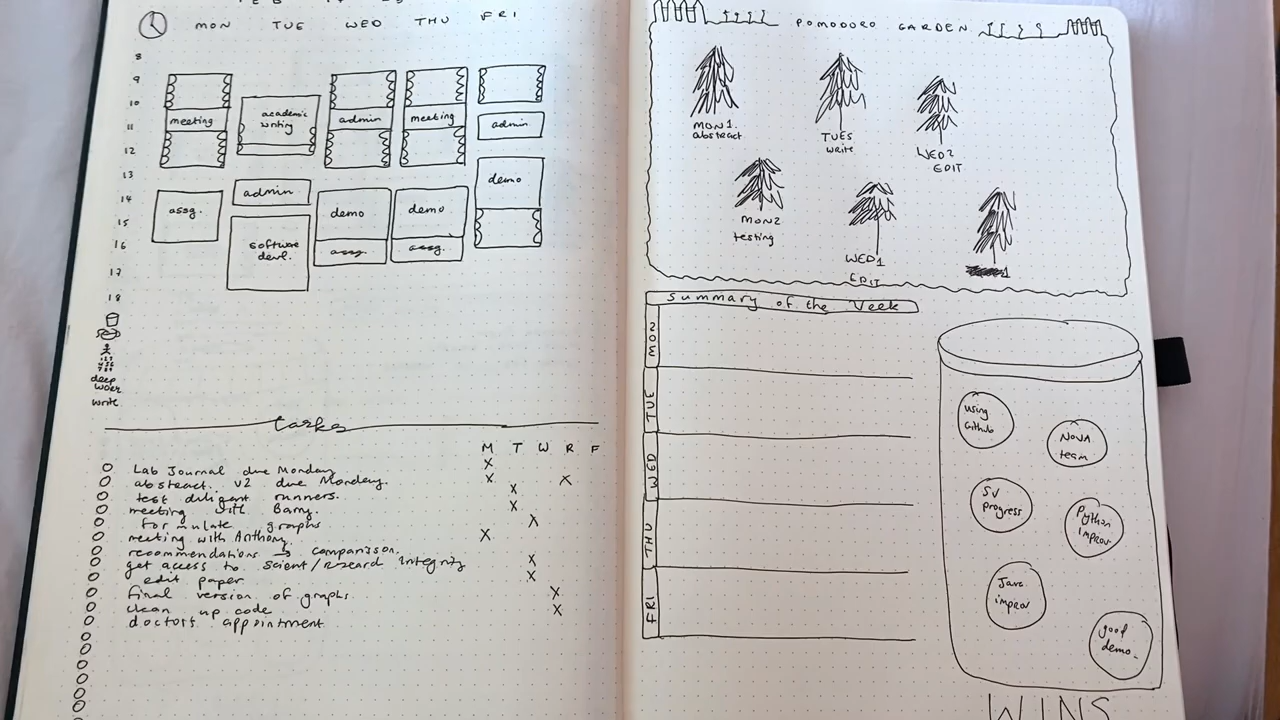 MON TUE WED THU FRI
8
9
10
11
12
13
14
15
16
17
18
meeting
academic
writing
admin
meeting
admin
assg.
admin
software
devl.
demo
assg.
demo
assg.
demo
deep
work
write
tasks
M T W R F
Lab Journal due Monday X
abstract v2 due Monday. X X
test diligent runners. X
meeting with Barry X
formulate graphs X
meeting with Anthony X
recommendations → comparison.
get access to scient/research integrity X
edit paper X
final version of graphs X
clean up code X
doctors appointment
POMODORO GARDEN
MON 1.
abstract
TUES
write
WED2
EDIT
MON2
testing
WED1
EDIT
Summary of the Week
MON
TUE
WED
THU
FRI
using
Github
NOVA
team
SV
progress
Python
improv
Java
improv
good
demo.
WINS